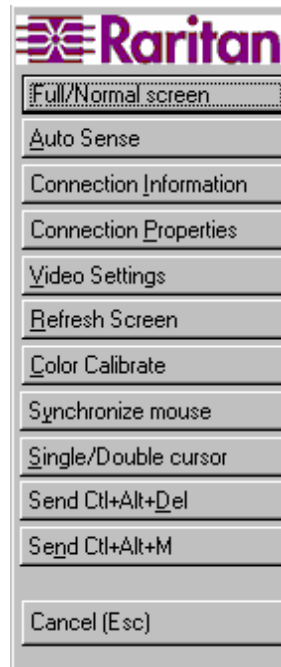 Raritan
Full/Normal screen
Auto Sense
Connection Information
Connection Properties
Video Settings
Refresh Screen
Color Calibrate
Synchronize mouse
Single/Double cursor
Send Ctl+Alt+Del
Send Ctl+Alt+M
Cancel (Esc)